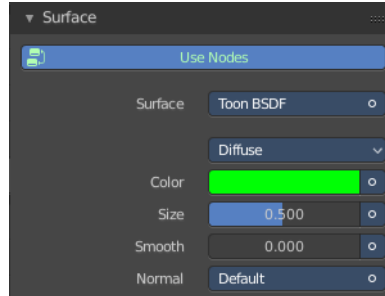 Surface
Use Nodes
Surface Toon BSDF
Diffuse
Color
Size 0.500
Smooth 0.000
Normal Default